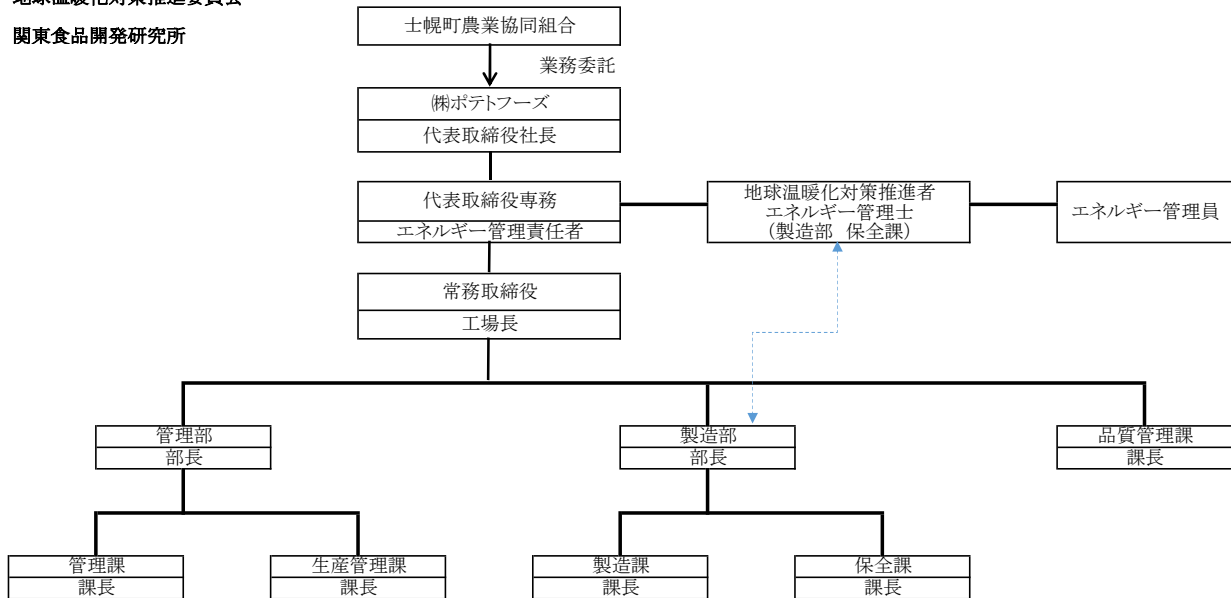 地球温暖化対策推進委員会
関東食品開発研究所
士幌町農業協同組合
業務委託
㈱ポテトフーズ
代表取締役社長
代表取締役専務
エネルギー管理責任者
地球温暖化対策推進者
エネルギー管理士
(製造部 保全課)
エネルギー管理員
常務取締役
工場長
管理部
部長
製造部
部長
品質管理課
課長
管理課
課長
生産管理課
課長
製造課
課長
保全課
課長